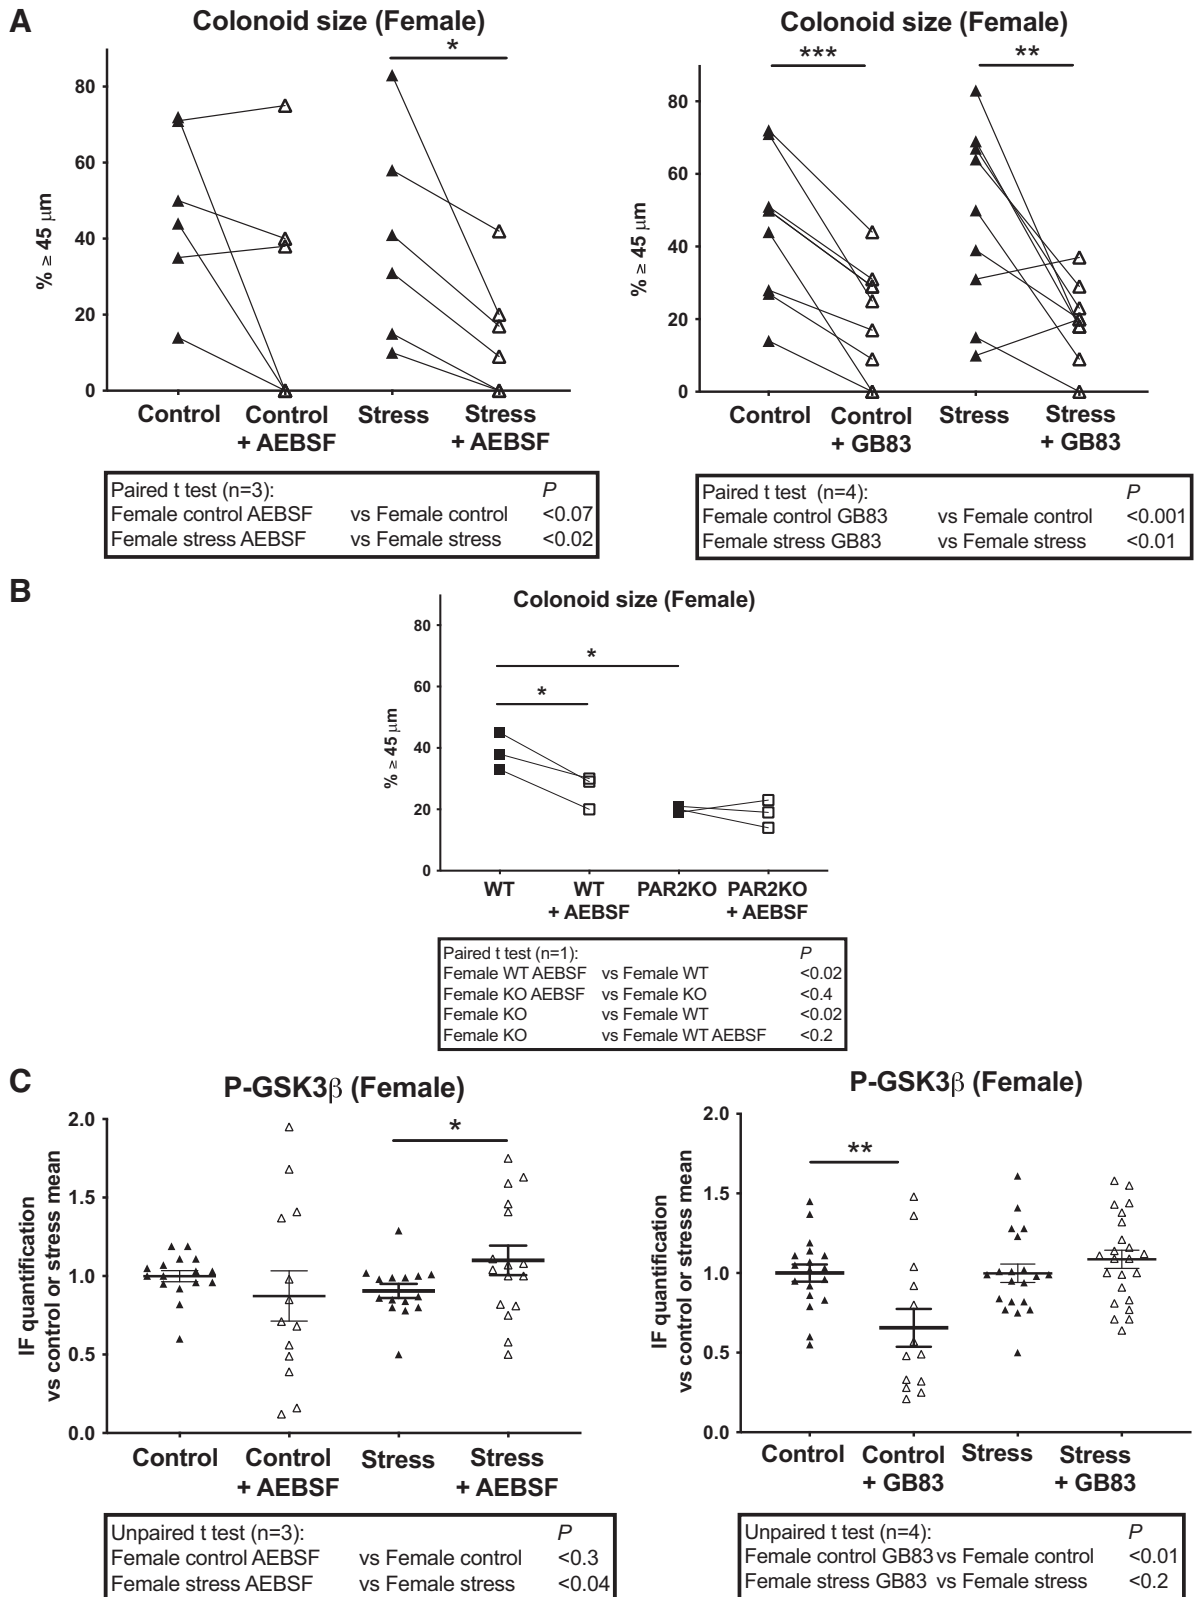 A
Colonoid size (Female)
*
% ≥ 45 μm
80
60
40
20
0
Control
Control
+ AEBSF
Stress
Stress
+ AEBSF
Paired t test (n=3): P
Female control AEBSF vs Female control <0.07
Female stress AEBSF vs Female stress <0.02
Colonoid size (Female)
***
**
% ≥ 45 μm
80
60
40
20
0
Control
Control
+ GB83
Stress
Stress
+ GB83
Paired t test (n=4): P
Female control GB83 vs Female control <0.001
Female stress GB83 vs Female stress <0.01
B
Colonoid size (Female)
*
*
% ≥ 45 μm
80
60
40
20
0
WT
WT
+ AEBSF
PAR2KO
PAR2KO
+ AEBSF
Paired t test (n=1): P
Female WT AEBSF vs Female WT <0.02
Female KO AEBSF vs Female KO <0.4
Female KO vs Female WT <0.02
Female KO vs Female WT AEBSF <0.2
C
P-GSK3β (Female)
*
IF quantification
vs control or stress mean
2.0
1.5
1.0
0.5
0.0
Control
Control
+ AEBSF
Stress
Stress
+ AEBSF
Unpaired t test (n=3): P
Female control AEBSF vs Female control <0.3
Female stress AEBSF vs Female stress <0.04
P-GSK3β (Female)
**
IF quantification
vs control or stress mean
2.0
1.5
1.0
0.5
0.0
Control
Control
+ GB83
Stress
Stress
+ GB83
Unpaired t test (n=4): P
Female control GB83 vs Female control <0.01
Female stress GB83 vs Female stress <0.2